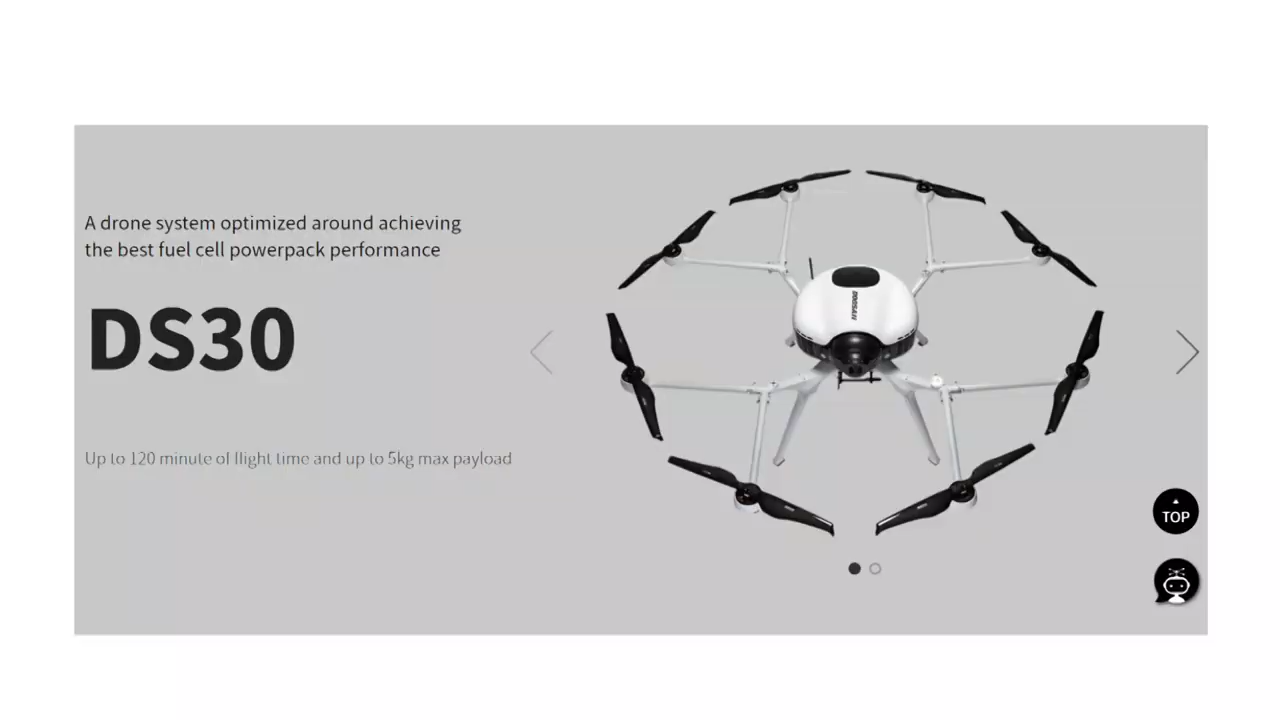 A drone system optimized around achieving
the best fuel cell powerpack performance
DS30
Up to 120 minute of flight time and up to 5kg max payload
DOOSAN
TOP